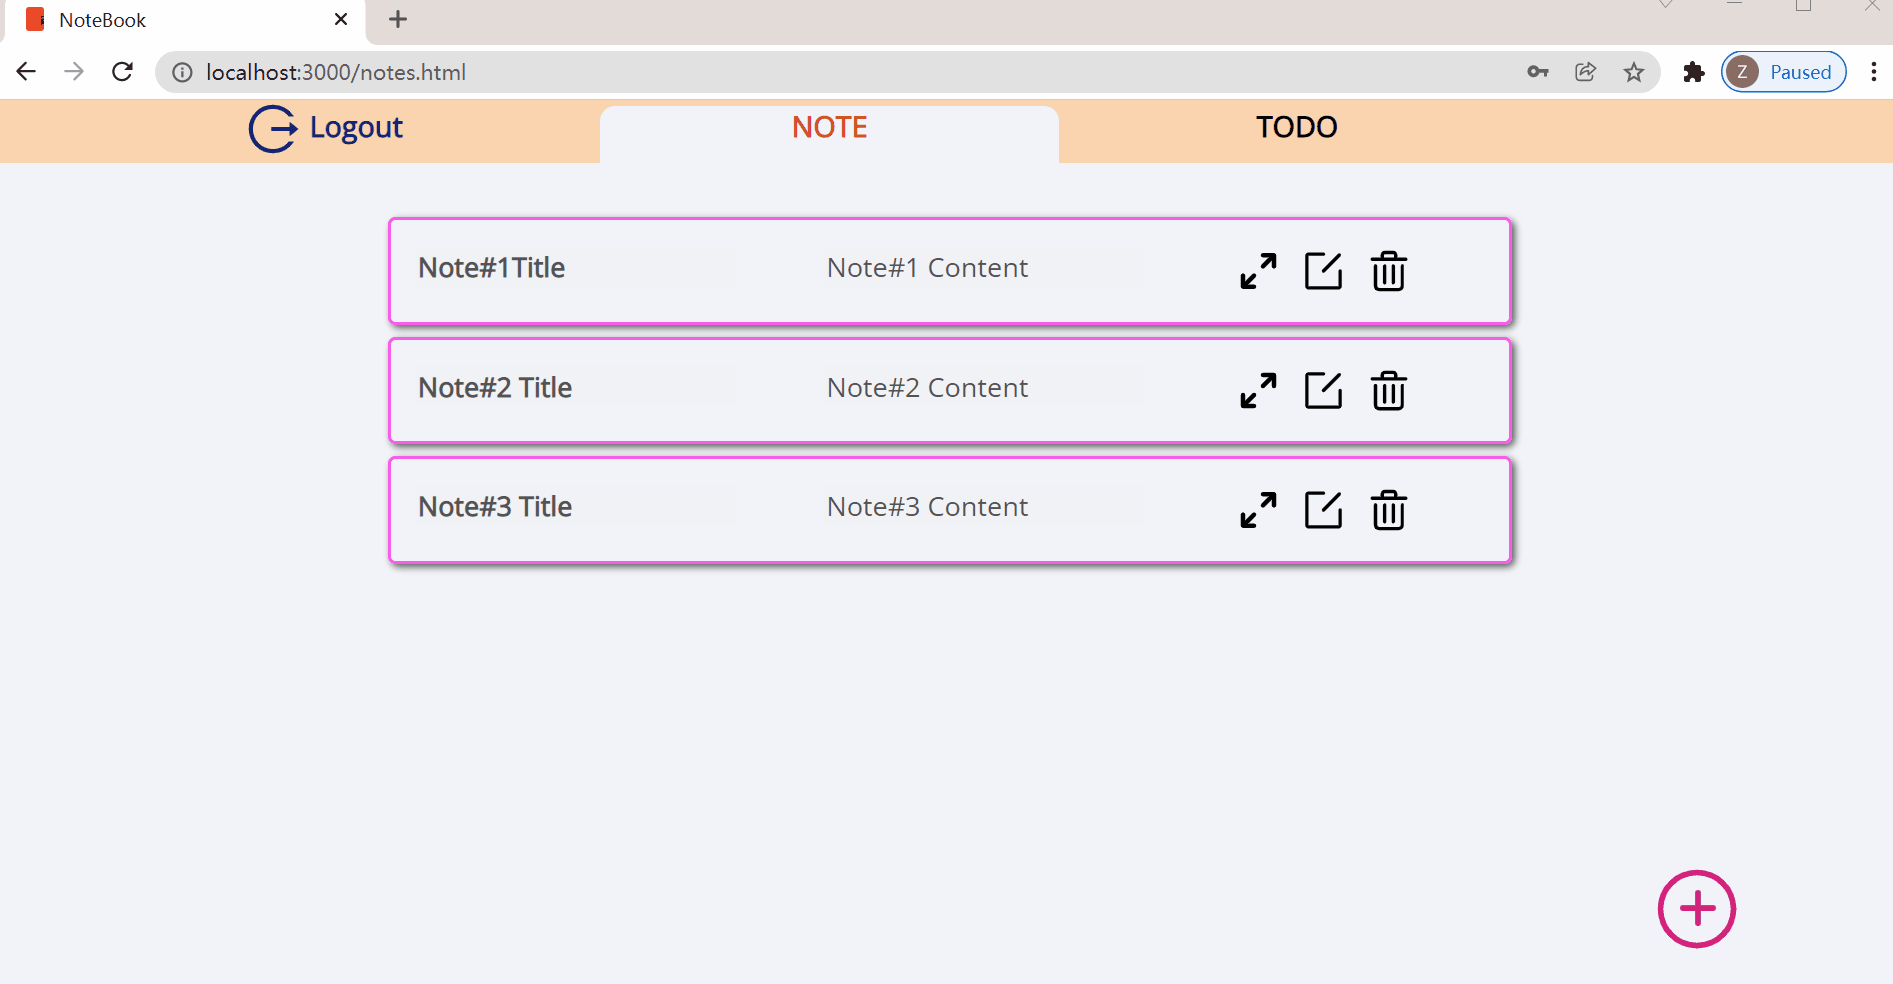 NoteBook
localhost:3000/notes.html
Z Paused
Logout NOTE TODO
Note#1Title Note#1 Content
Note#2 Title Note#2 Content
Note#3 Title Note#3 Content